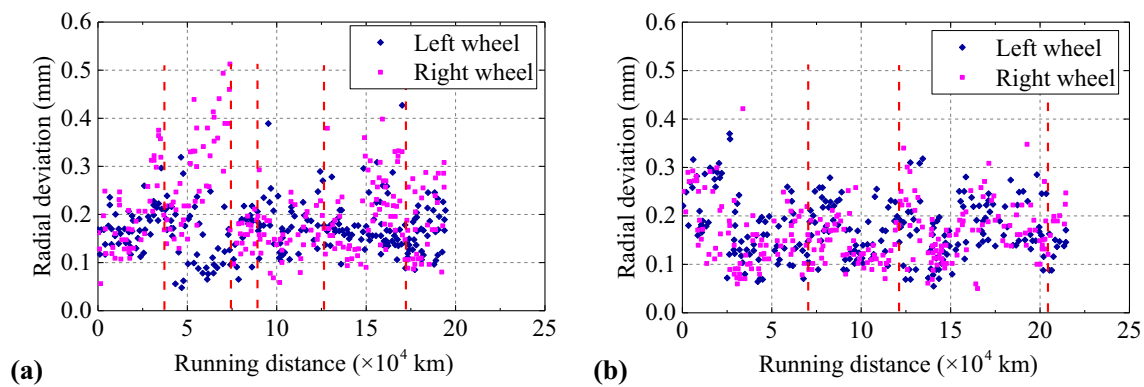 0.6
0.5
0.4
0.3
0.2
0.1
0.0
Radial deviation (mm)
Left wheel
Right wheel
0 5 10 15 20 25
Running distance (×10⁴ km)
(a)
0.6
0.5
0.4
0.3
0.2
0.1
0.0
Radial deviation (mm)
Left wheel
Right wheel
0 5 10 15 20 25
Running distance (×10⁴ km)
(b)